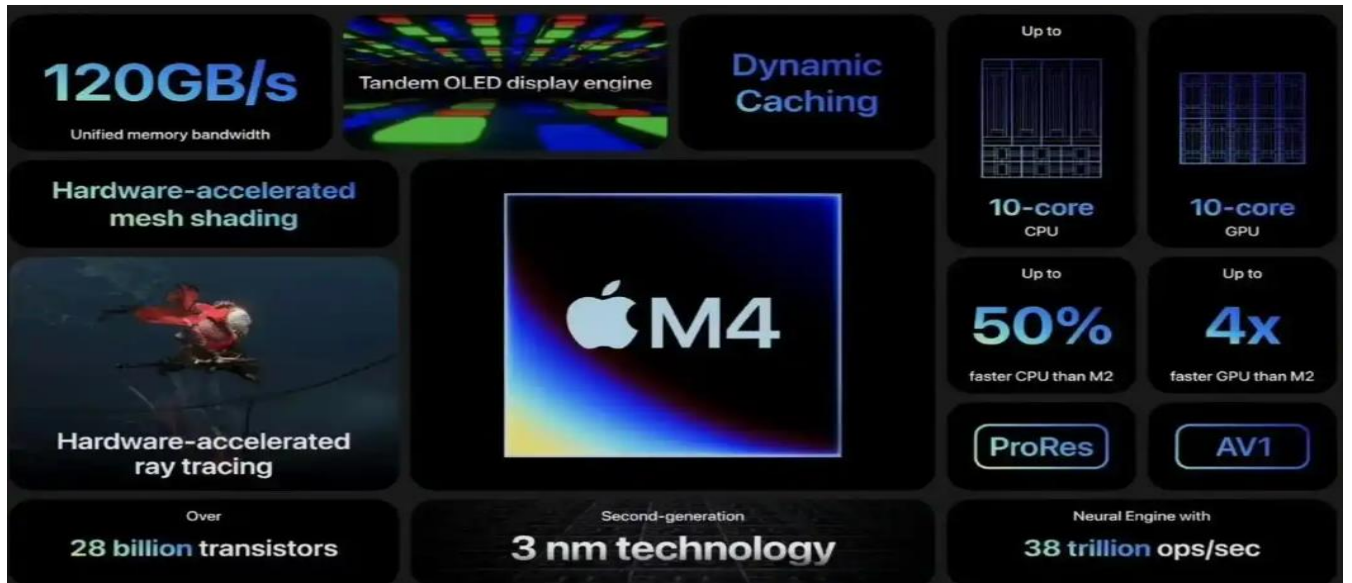 120GB/s
Unified memory bandwidth
Tandem OLED display engine
Dynamic
Caching
Up to
10-core
CPU
10-core
GPU
Hardware-accelerated
mesh shading
M4
Up to
50%
faster CPU than M2
Up to
4x
faster GPU than M2
Hardware-accelerated
ray tracing
ProRes
AV1
Over
28 billion transistors
Second-generation
3 nm technology
Neural Engine with
38 trillion ops/sec